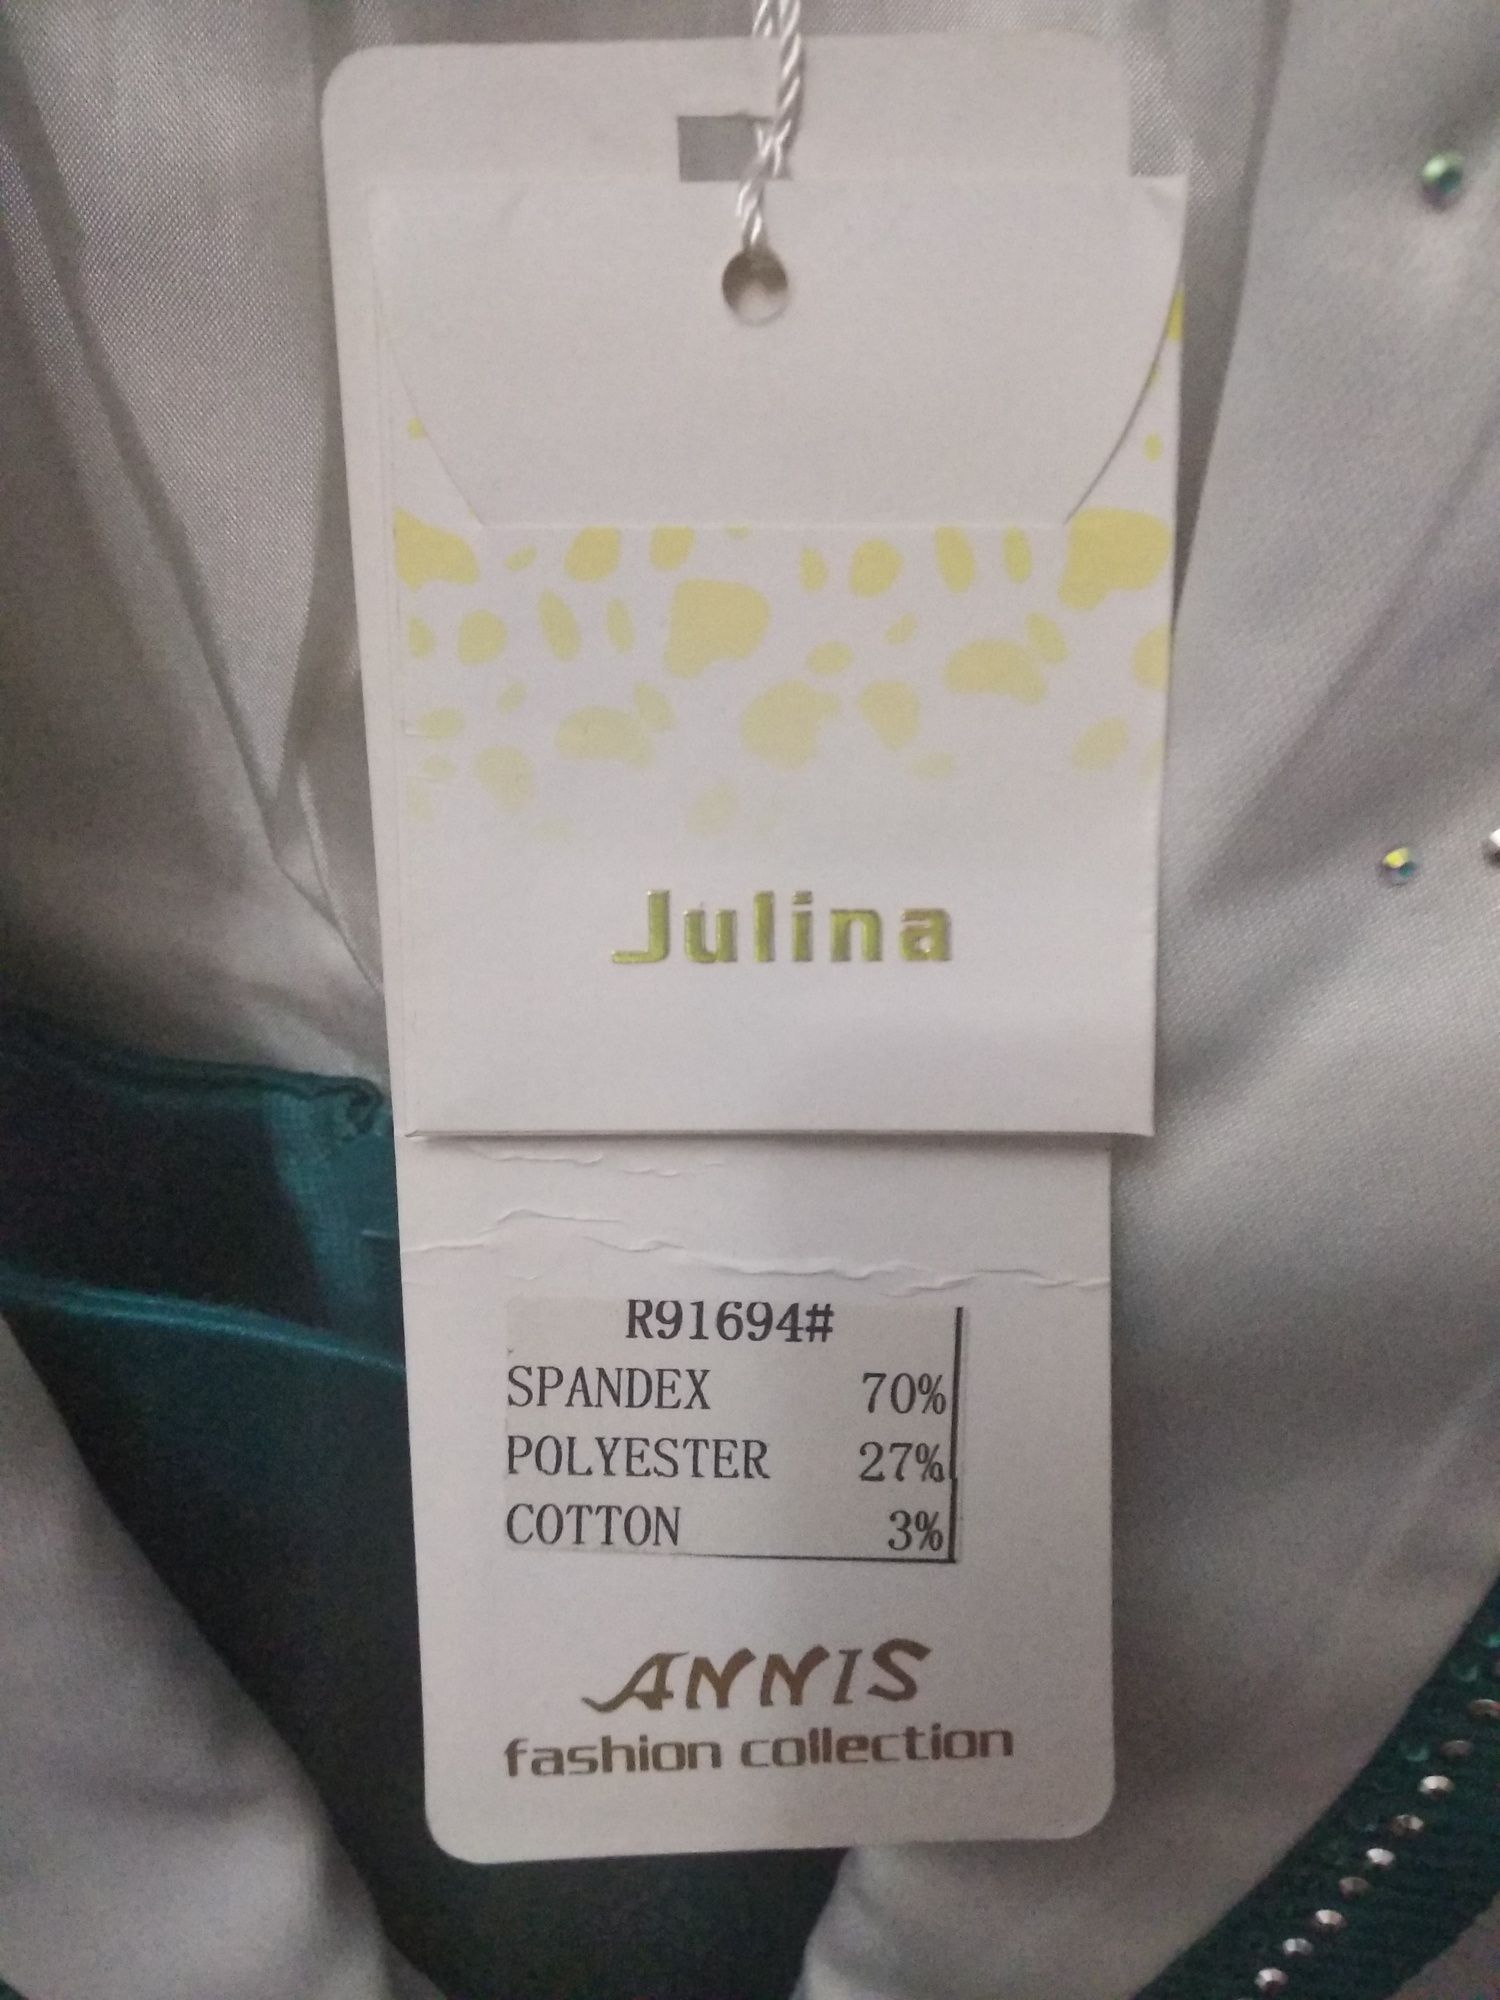 Julina
R91694#
SPANDEX 70%
POLYESTER 27%
COTTON 3%
ANNIS
fashion collection